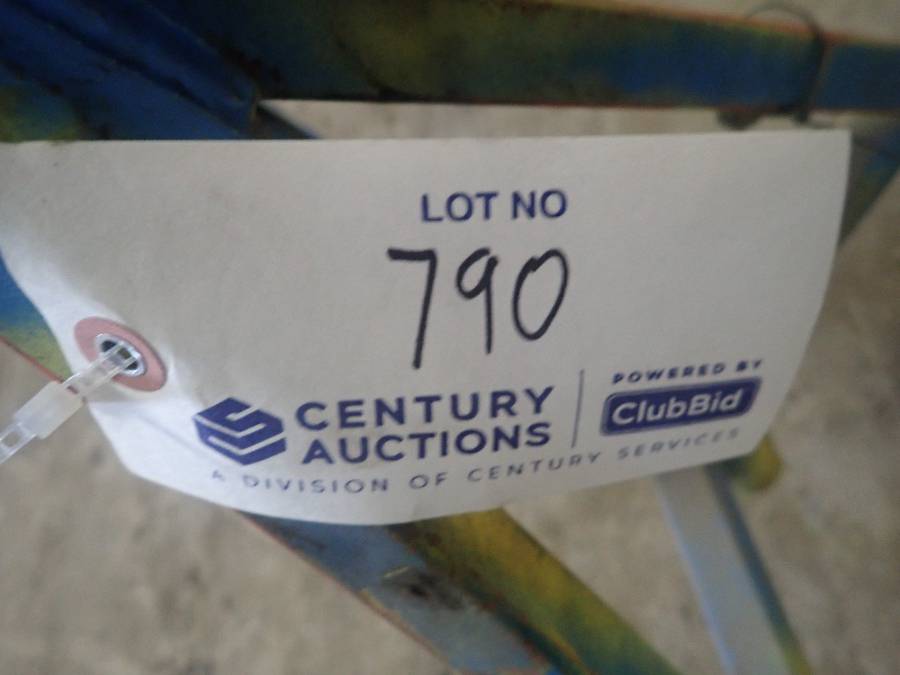 LOT NO
790
CENTURY
AUCTIONS
POWERED BY
ClubBid
A DIVISION OF CENTURY SERVICES